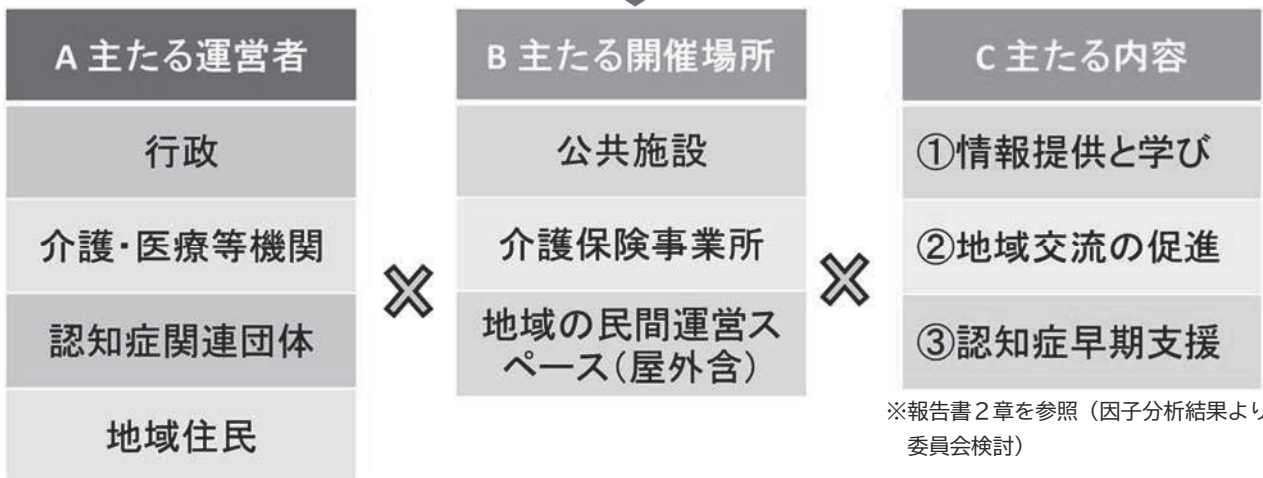 A 主たる運営者
行政
介護・医療等機関
認知症関連団体
地域住民
B 主たる開催場所
公共施設
介護保険事業所
地域の民間運営ス
ペース(屋外含)
C 主たる内容
①情報提供と学び
②地域交流の促進
③認知症早期支援
※報告書２章を参照（因子分析結果より
委員会検討）